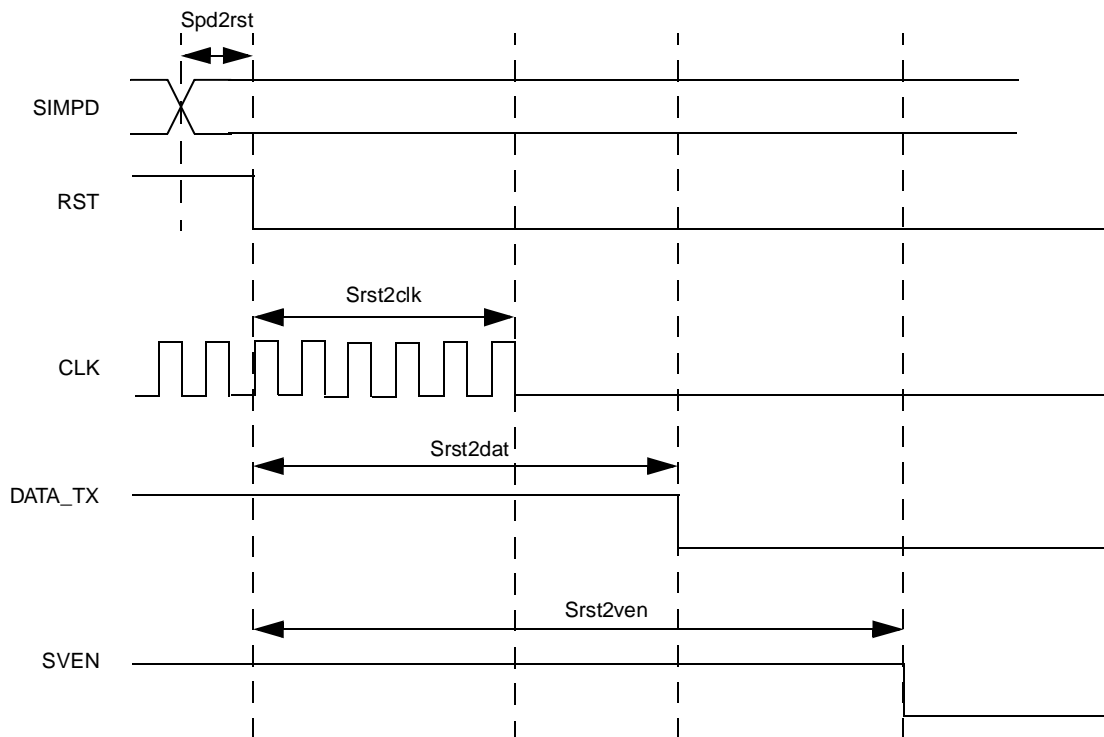 Spd2rst
SIMPD
RST
Srst2clk
CLK
Srst2dat
DATA_TX
Srst2ven
SVEN